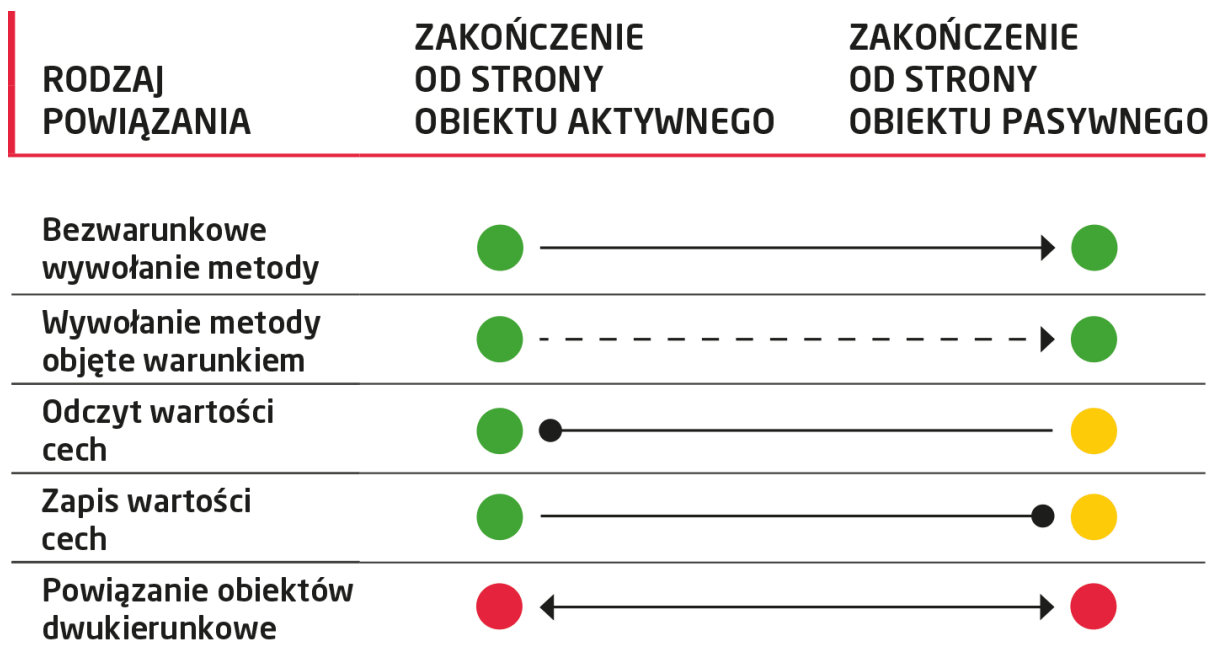 RODZAJ
POWIĄZANIA
ZAKOŃCZENIE
OD STRONY
OBIEKTU AKTYWNEGO
ZAKOŃCZENIE
OD STRONY
OBIEKTU PASYWNEGO
Bezwarunkowe
wywołanie metody
Wywołanie metody
objęte warunkiem
Odczyt wartości
cech
Zapis wartości
cech
Powiązanie obiektów
dwukierunkowe